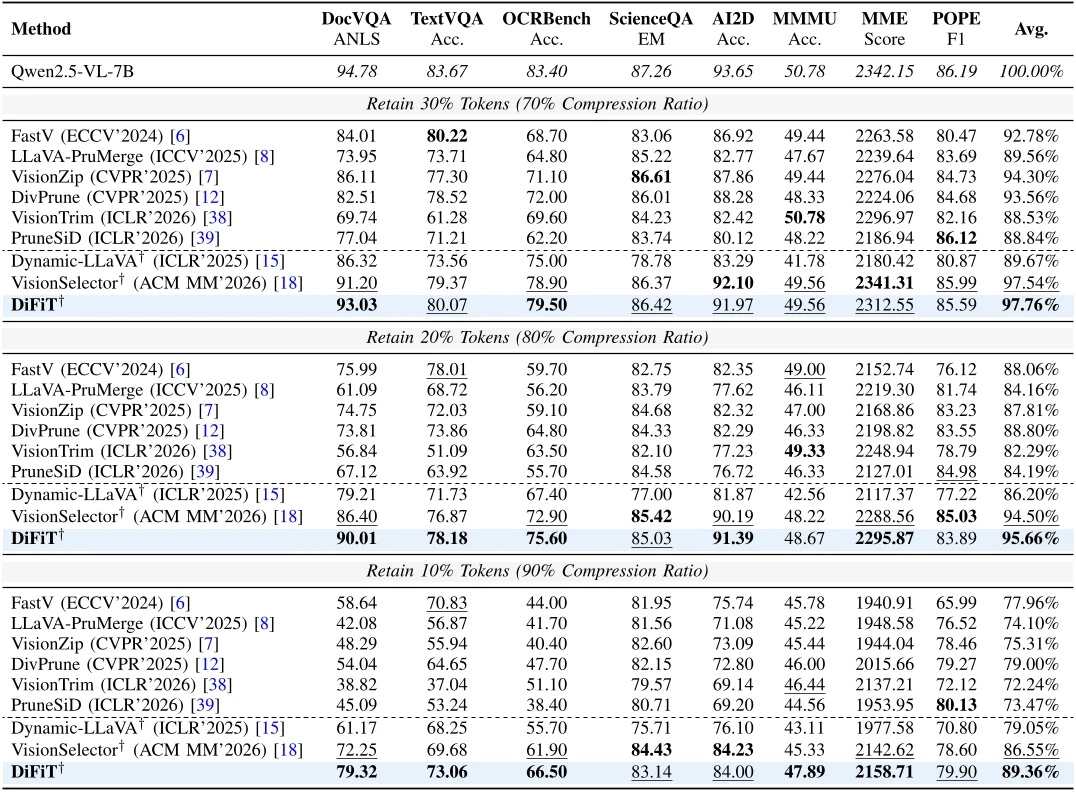 Method DocVQA TextVQA OCRBench ScienceQA AI2D MMMU MME POPE Avg.
ANLS Acc. Acc. EM Acc. Acc. Score F1
Qwen2.5-VL-7B 94.78 83.67 83.40 87.26 93.65 50.78 2342.15 86.19 100.00%
Retain 30% Tokens (70% Compression Ratio)
FastV (ECCV'2024) [6] 84.01 80.22 68.70 83.06 86.92 49.44 2263.58 80.47 92.78%
LLaVA-PruMerge (ICCV'2025) [8] 73.95 73.71 64.80 85.22 82.77 47.67 2239.64 83.69 89.56%
VisionZip (CVPR'2025) [7] 86.11 77.30 71.10 86.61 87.86 49.44 2276.04 84.73 94.30%
DivPrune (CVPR'2025) [12] 82.51 78.52 72.00 86.01 88.28 48.33 2224.06 84.68 93.56%
VisionTrim (ICLR'2026) [38] 69.74 61.28 69.60 84.23 82.42 50.78 2296.97 82.16 88.53%
PruneSiD (ICLR'2026) [39] 77.04 71.21 62.20 83.74 80.12 48.22 2186.94 86.12 88.84%
Dynamic-LLaVA† (ICLR'2025) [15] 86.32 73.56 75.00 78.78 83.29 41.78 2180.42 80.87 89.67%
VisionSelector† (ACM MM'2026) [18] 91.20 79.37 78.90 86.37 92.10 49.56 2341.31 85.99 97.54%
DiFiT† 93.03 80.07 79.50 86.42 91.97 49.56 2312.55 85.59 97.76%
Retain 20% Tokens (80% Compression Ratio)
FastV (ECCV'2024) [6] 75.99 78.01 59.70 82.75 82.35 49.00 2152.74 76.12 88.06%
LLaVA-PruMerge (ICCV'2025) [8] 61.09 68.72 56.20 83.79 77.62 46.11 2219.30 81.74 84.16%
VisionZip (CVPR'2025) [7] 74.75 72.03 59.10 84.68 82.32 47.00 2168.86 83.23 87.81%
DivPrune (CVPR'2025) [12] 73.81 73.86 64.80 84.33 82.29 46.33 2198.82 83.55 88.80%
VisionTrim (ICLR'2026) [38] 56.84 51.09 63.50 82.10 77.23 49.33 2248.94 78.79 82.29%
PruneSiD (ICLR'2026) [39] 67.12 63.92 55.70 84.58 76.72 46.33 2127.01 84.98 84.19%
Dynamic-LLaVA† (ICLR'2025) [15] 79.21 71.73 67.40 77.00 81.87 42.56 2117.37 77.22 86.20%
VisionSelector† (ACM MM'2026) [18] 86.40 76.87 72.90 85.42 90.19 48.22 2288.56 85.03 94.50%
DiFiT† 90.01 78.18 75.60 85.03 91.39 48.67 2295.87 83.89 95.66%
Retain 10% Tokens (90% Compression Ratio)
FastV (ECCV'2024) [6] 58.64 70.83 44.00 81.95 75.74 45.78 1940.91 65.99 77.96%
LLaVA-PruMerge (ICCV'2025) [8] 42.08 56.87 41.70 81.56 71.08 45.22 1948.58 76.52 74.10%
VisionZip (CVPR'2025) [7] 48.29 55.94 40.40 82.60 73.09 45.44 1944.04 78.46 75.31%
DivPrune (CVPR'2025) [12] 54.04 64.65 47.70 82.15 72.80 46.00 2015.66 79.27 79.00%
VisionTrim (ICLR'2026) [38] 38.82 37.04 51.10 79.57 69.14 46.44 2137.21 72.12 72.24%
PruneSiD (ICLR'2026) [39] 45.09 53.24 38.40 80.71 69.20 44.56 1953.95 80.13 73.47%
Dynamic-LLaVA† (ICLR'2025) [15] 61.17 68.25 55.70 75.71 76.10 43.11 1977.58 70.80 79.05%
VisionSelector† (ACM MM'2026) [18] 72.25 69.68 61.90 84.43 84.23 45.33 2142.62 78.60 86.55%
DiFiT† 79.32 73.06 66.50 83.14 84.00 47.89 2158.71 79.90 89.36%